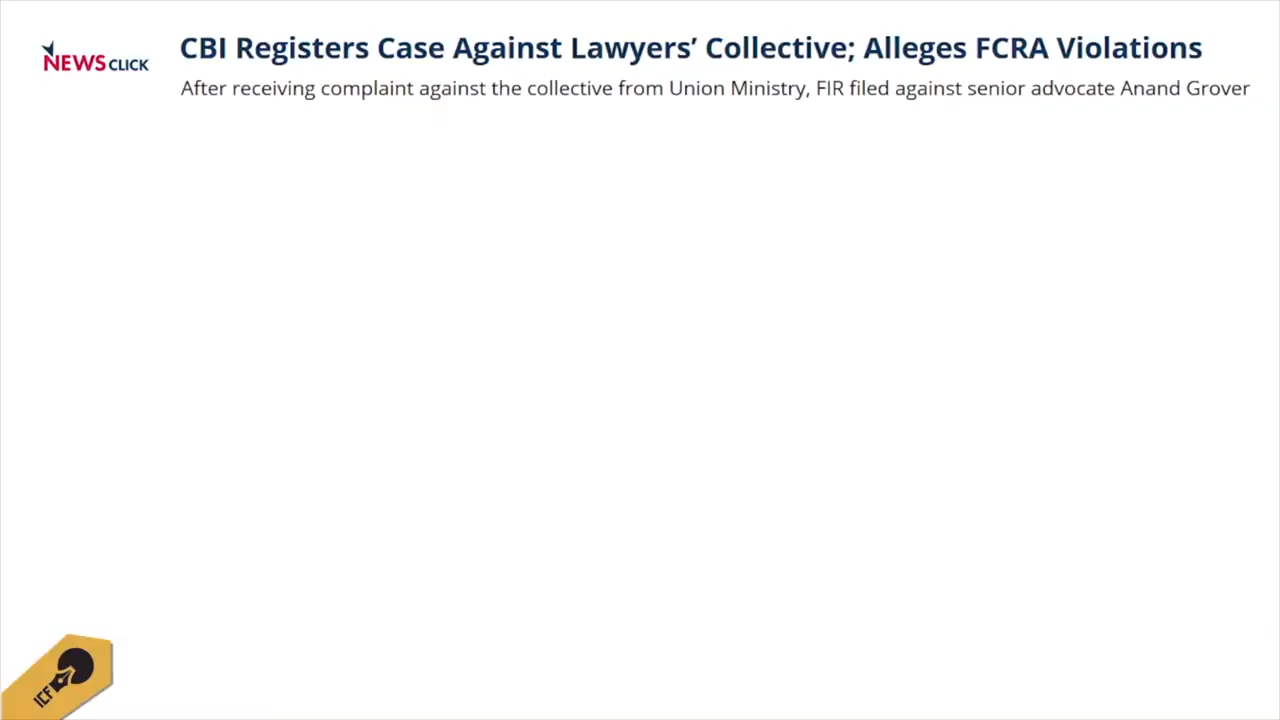 NEWS CLICK
CBI Registers Case Against Lawyers’ Collective; Alleges FCRA Violations
After receiving complaint against the collective from Union Ministry, FIR filed against senior advocate Anand Grover
ICF